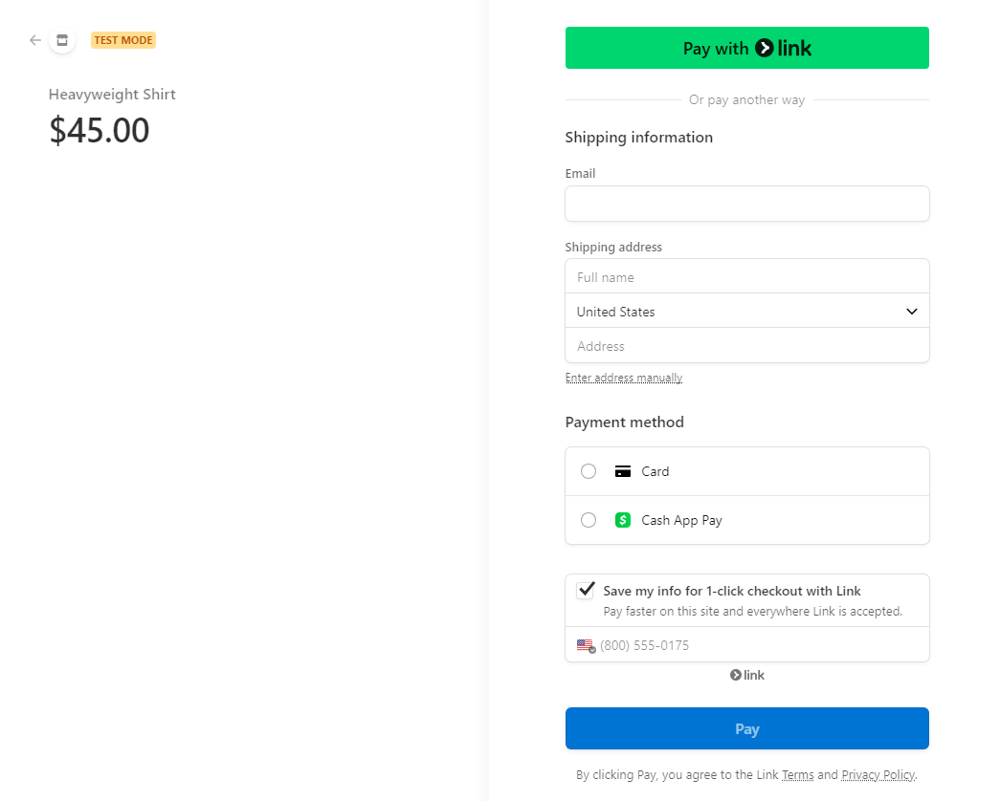 TEST MODE
Heavyweight Shirt
$45.00
Pay with link
Or pay another way
Shipping information
Email
Shipping address
Full name
United States
Address
Enter address manually
Payment method
Card
$ Cash App Pay
Save my info for 1-click checkout with Link
Pay faster on this site and everywhere Link is accepted.
(800) 555-0175
link
Pay
By clicking Pay, you agree to the Link Terms and Privacy Policy.